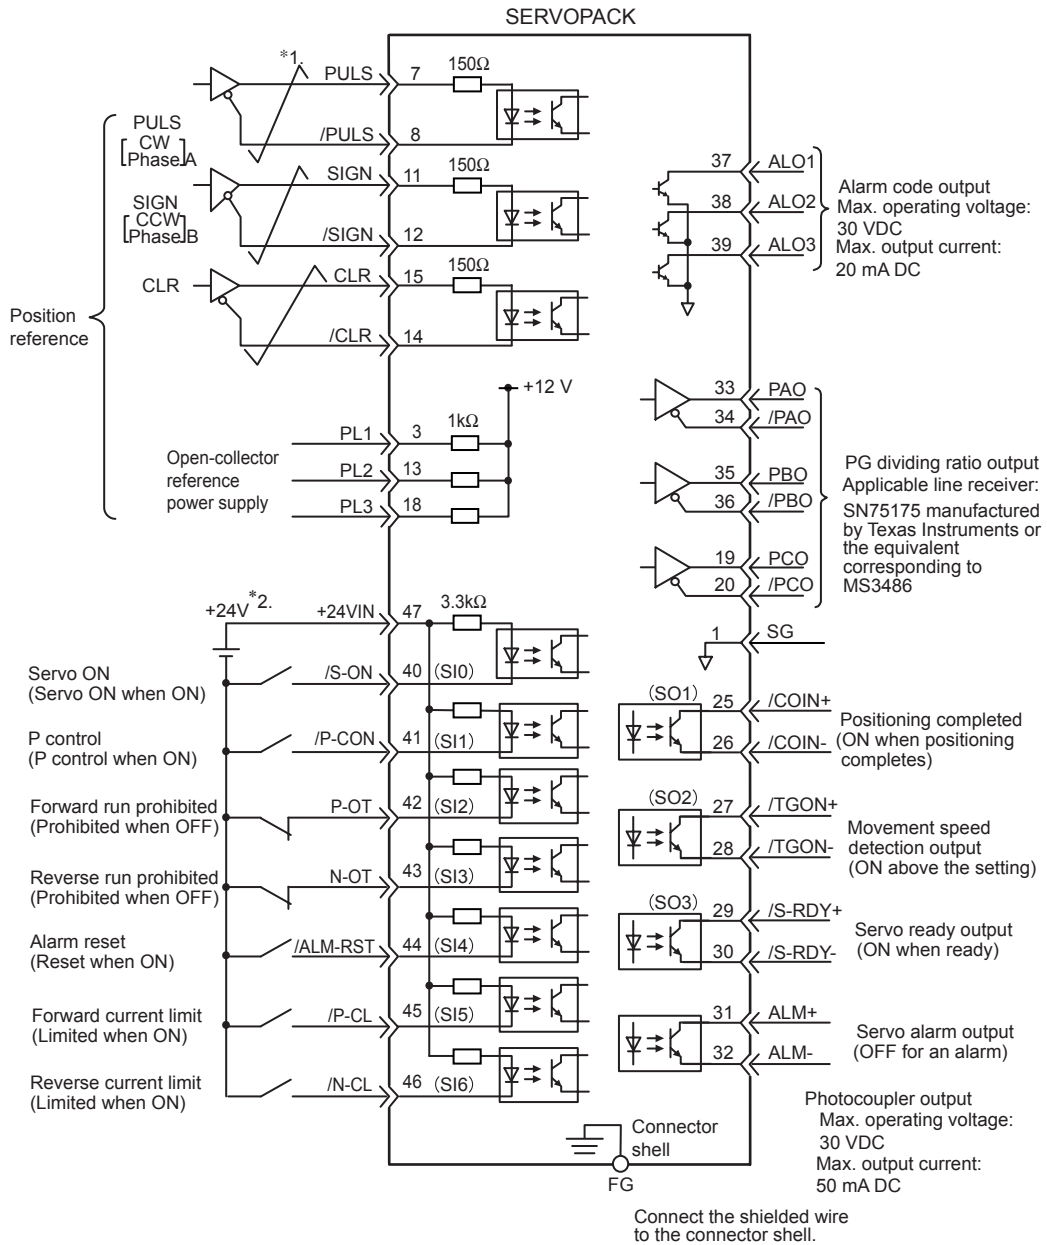 SERVOPACK
*1.
PULS
7
150Ω
/PULS
8
PULS
[CW
Phase]A
SIGN
11
150Ω
/SIGN
12
SIGN
[CCW
Phase]B
CLR
CLR
15
150Ω
/CLR
14
Position
reference
+12 V
PL1
3
1kΩ
PL2
13
PL3
18
Open-collector
reference
power supply
+24V
*2.
+24VIN
47
3.3kΩ
Servo ON
(Servo ON when ON)
/S-ON
40
(SI0)
P control
(P control when ON)
/P-CON
41
(SI1)
Forward run prohibited
(Prohibited when OFF)
P-OT
42
(SI2)
Reverse run prohibited
(Prohibited when OFF)
N-OT
43
(SI3)
Alarm reset
(Reset when ON)
/ALM-RST
44
(SI4)
Forward current limit
(Limited when ON)
/P-CL
45
(SI5)
Reverse current limit
(Limited when ON)
/N-CL
46
(SI6)
37
ALO1
38
ALO2
39
ALO3
Alarm code output
Max. operating voltage:
30 VDC
Max. output current:
20 mA DC
33
PAO
34
/PAO
35
PBO
36
/PBO
19
PCO
20
/PCO
PG dividing ratio output
Applicable line receiver:
SN75175 manufactured
by Texas Instruments or
the equivalent
corresponding to
MS3486
1
SG
(SO1)
25
/COIN+
26
/COIN-
Positioning completed
(ON when positioning
completes)
(SO2)
27
/TGON+
28
/TGON-
Movement speed
detection output
(ON above the setting)
(SO3)
29
/S-RDY+
30
/S-RDY-
Servo ready output
(ON when ready)
31
ALM+
32
ALM-
Servo alarm output
(OFF for an alarm)
Photocoupler output
Max. operating voltage:
30 VDC
Max. output current:
50 mA DC
Connector
shell
FG
Connect the shielded wire
to the connector shell.